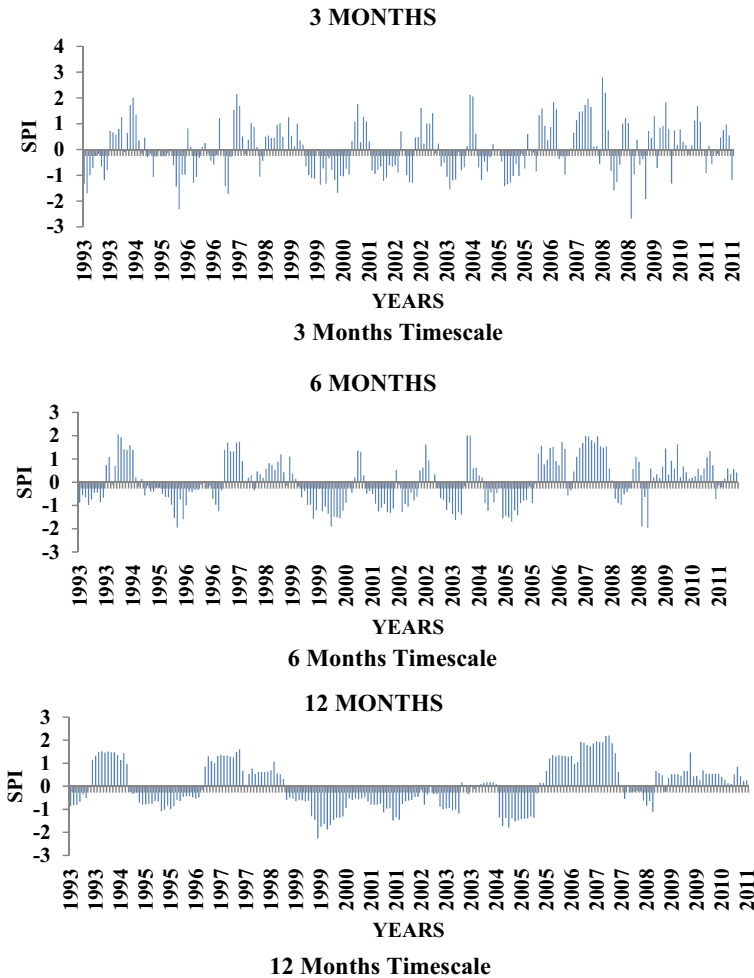 3 MONTHS
4
3
2
1
0
-1
-2
-3
SPI
1993 1993 1994 1995 1996 1996 1997 1998 1999 1999 2000 2001 2002 2002 2003 2004 2005 2005 2006 2007 2008 2008 2009 2010 2011 2011
YEARS
3 Months Timescale
6 MONTHS
3
2
1
0
-1
-2
-3
SPI
1993 1993 1994 1995 1996 1996 1997 1998 1999 1999 2000 2001 2002 2002 2003 2004 2005 2005 2006 2007 2008 2008 2009 2010 2011
YEARS
6 Months Timescale
12 MONTHS
3
2
1
0
-1
-2
-3
SPI
1993 1993 1994 1995 1995 1996 1997 1997 1998 1999 1999 2000 2001 2001 2002 2003 2003 2004 2005 2005 2006 2007 2007 2008 2009 2010 2011
YEARS
12 Months Timescale